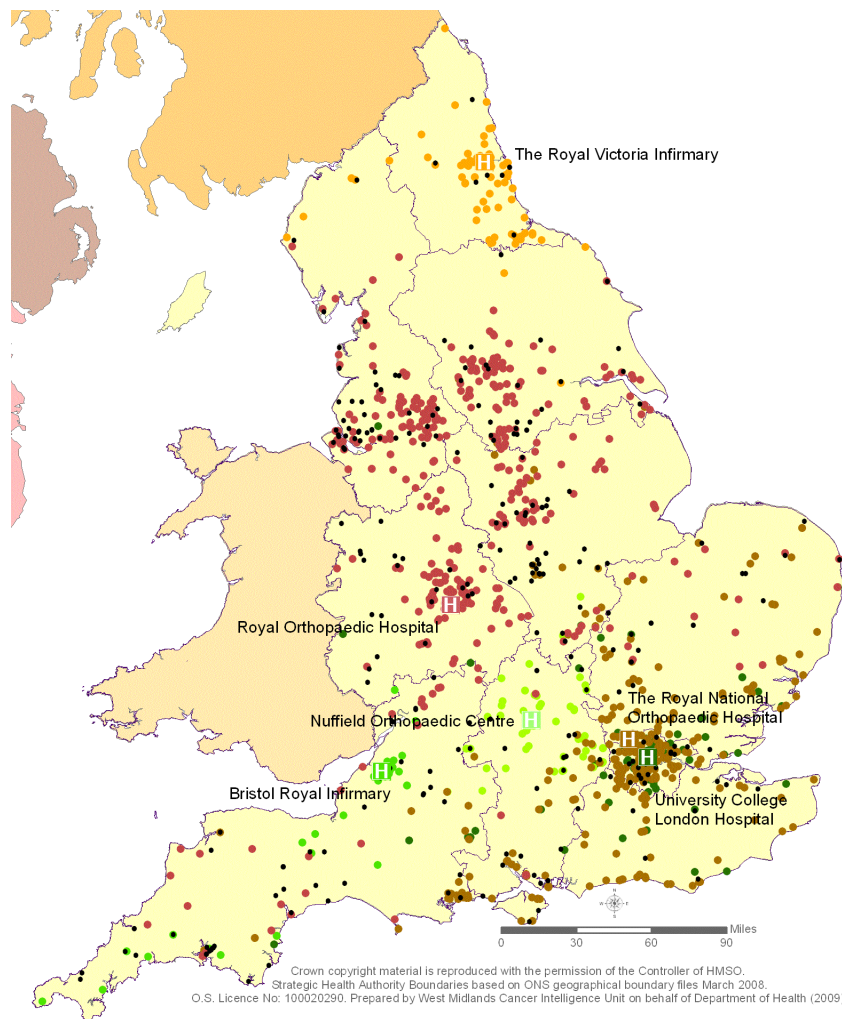 The Royal Victoria Infirmary
H
H
Royal Orthopaedic Hospital
The Royal National
Orthopaedic Hospital
Nuffield Orthopaedic Centre
H
H
H
H
Bristol Royal Infirmary
University College
London Hospital
N
W E
S
Miles
0 30 60 90
Crown copyright material is reproduced with the permission of the Controller of HMSO.
Strategic Health Authority Boundaries based on ONS geographical boundary files March 2008.
O.S. Licence No: 100020290. Prepared by West Midlands Cancer Intelligence Unit on behalf of Department of Health (2009)